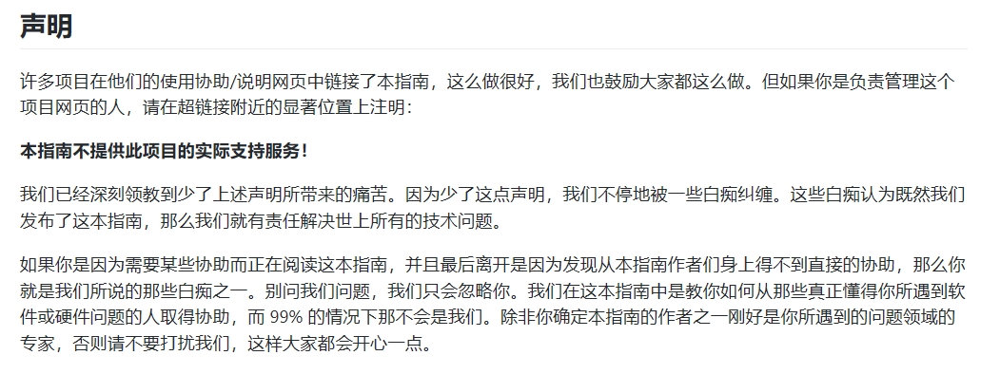 声明
许多项目在他们的使用协助/说明网页中链接了本指南，这么做很好，我们也鼓励大家都这么做。但如果你是负责管理这个
项目网页的人，请在超链接附近的显著位置上注明：
本指南不提供此项目的实际支持服务！
我们已经深刻领教到少了上述声明所带来的痛苦。因为少了这点声明，我们不停地被一些白痴纠缠。这些白痴认为既然我们
发布了这本指南，那么我们就有责任解决世上所有的技术问题。
如果你是因为需要某些协助而正在阅读这本指南，并且最后离开是因为发现从本指南作者们身上得不到直接的协助，那么你
就是我们所说的那些白痴之一。别问我们问题，我们只会忽略你。我们在这本指南中是教你如何从那些真正懂得你所遇到软
件或硬件问题的人取得协助，而 99% 的情况下那不会是我们。除非你确定本指南的作者之一刚好是你所遇到的问题领域的
专家，否则请不要打扰我们，这样大家都会开心一点。